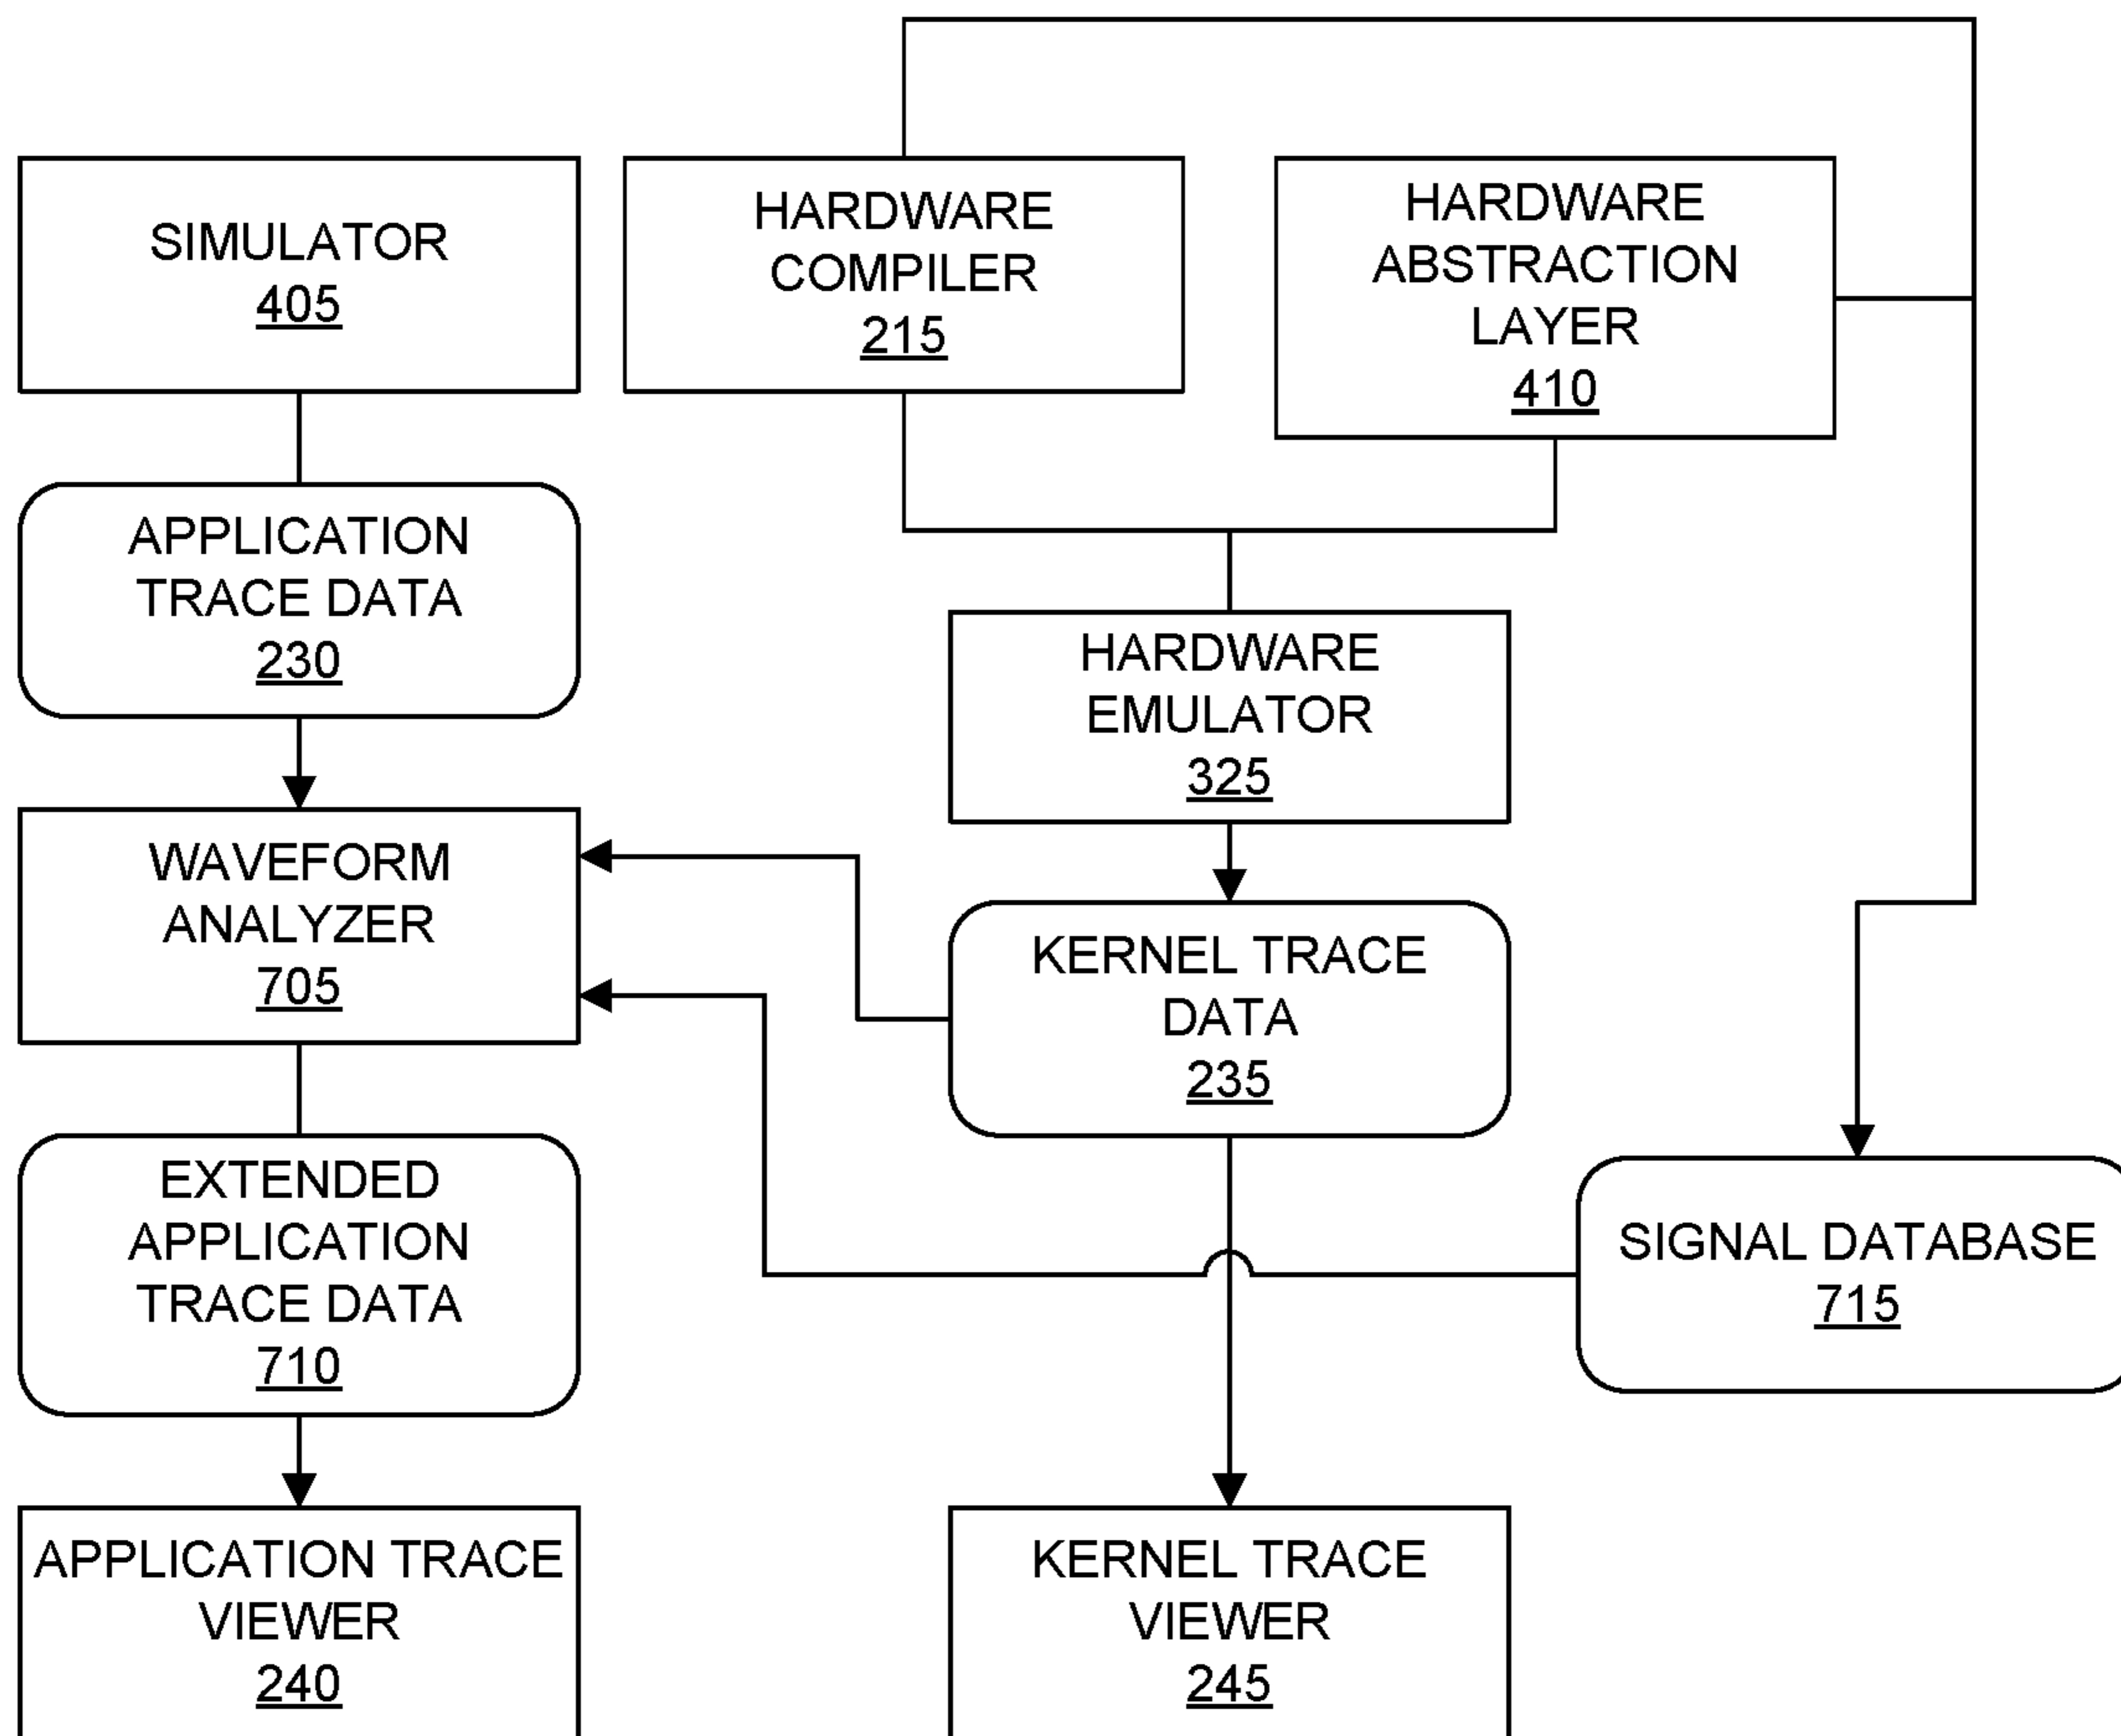 SIMULATOR
405
HARDWARE
COMPILER
215
HARDWARE
ABSTRACTION
LAYER
410
APPLICATION
TRACE DATA
230
HARDWARE
EMULATOR
325
WAVEFORM
ANALYZER
705
KERNEL TRACE
DATA
235
EXTENDED
APPLICATION
TRACE DATA
710
SIGNAL DATABASE
715
APPLICATION TRACE
VIEWER
240
KERNEL TRACE
VIEWER
245